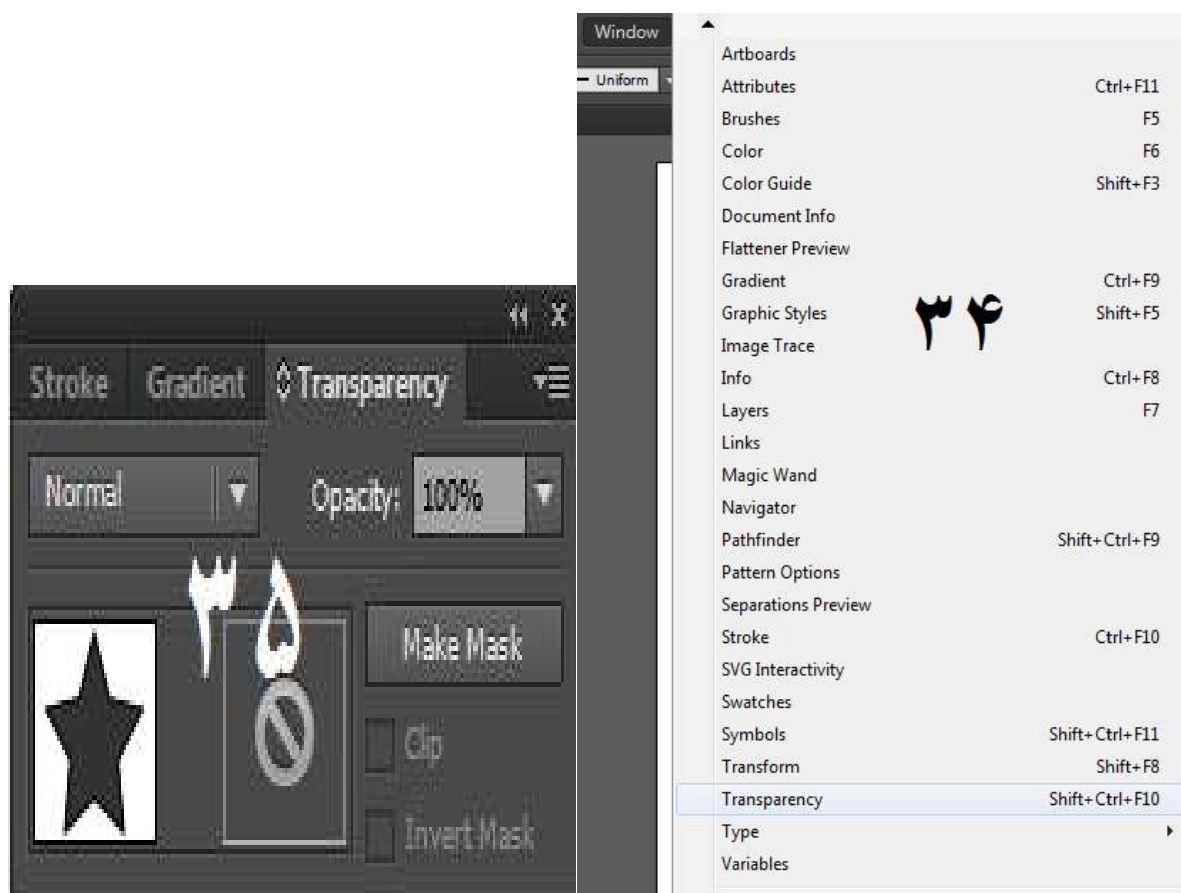 Stroke Gradient Transparency
Normal Opacity: 100%
۳۵
Make Mask
Clip
Invert Mask
Window
Uniform
Artboards
Attributes Ctrl+F11
Brushes F5
Color F6
Color Guide Shift+F3
Document Info
Flattener Preview
Gradient Ctrl+F9
Graphic Styles Shift+F5
۳۴
Image Trace
Info Ctrl+F8
Layers F7
Links
Magic Wand
Navigator
Pathfinder Shift+Ctrl+F9
Pattern Options
Separations Preview
Stroke Ctrl+F10
SVG Interactivity
Swatches
Symbols Shift+Ctrl+F11
Transform Shift+F8
Transparency Shift+Ctrl+F10
Type
Variables